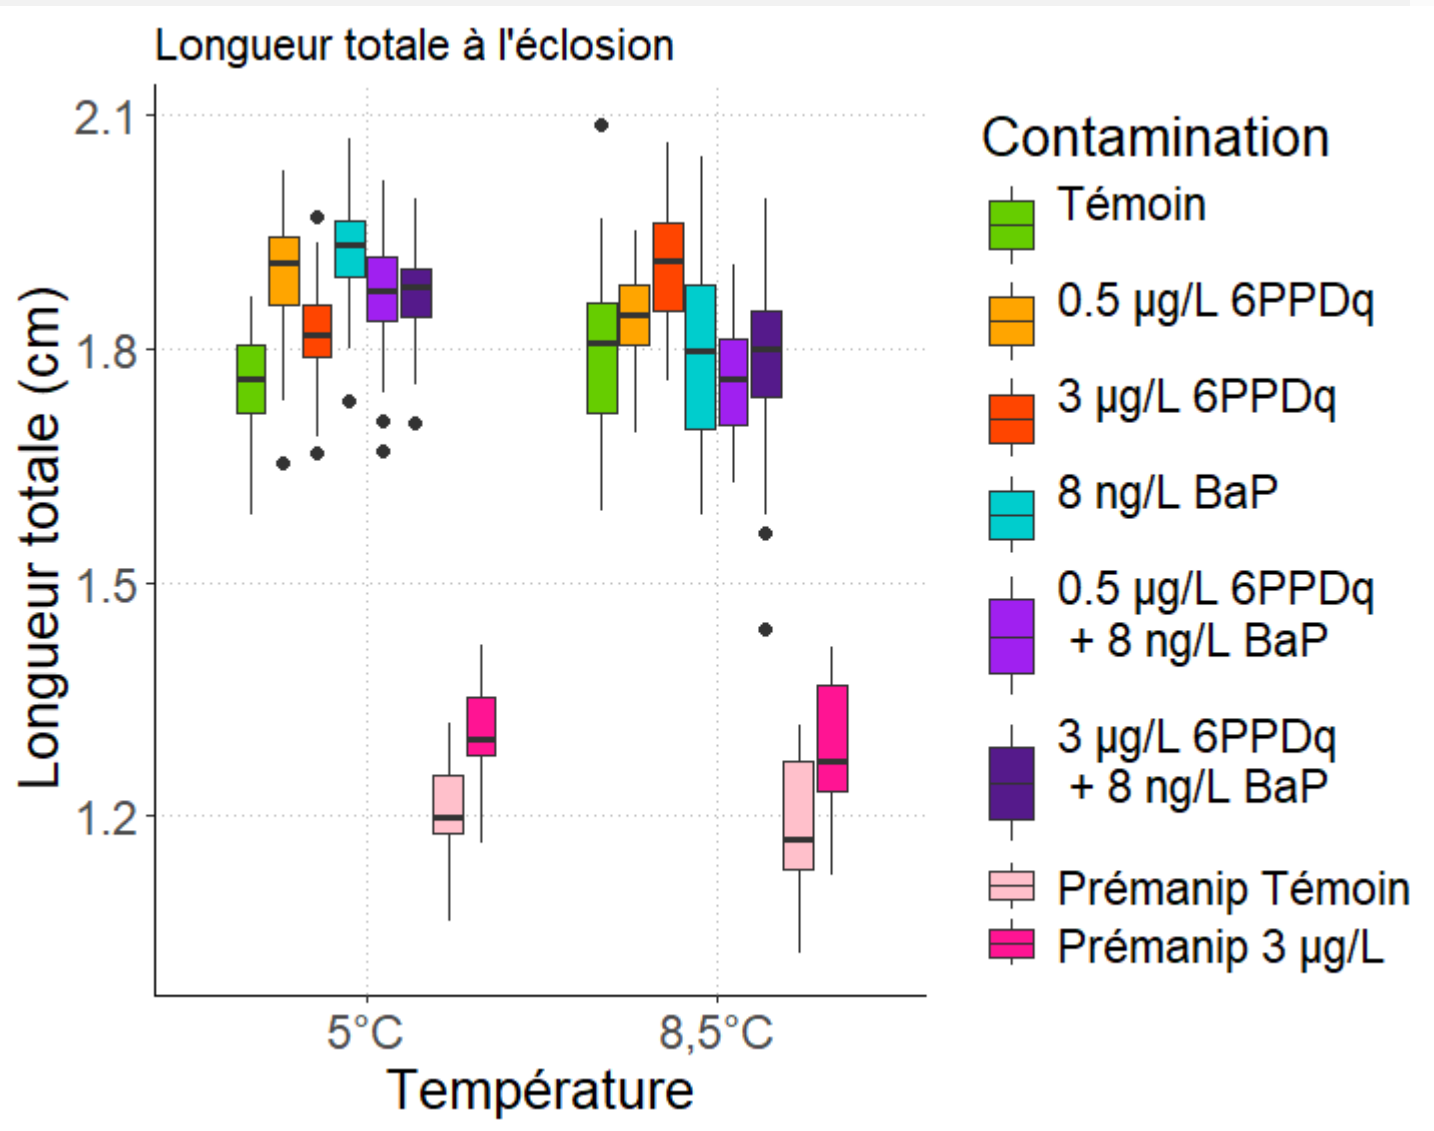 Longueur totale à l'éclosion
Longueur totale (cm)
2.1
1.8
1.5
1.2
5°C
8,5°C
Température
Contamination
Témoin
0.5 µg/L 6PPDq
3 µg/L 6PPDq
8 ng/L BaP
0.5 µg/L 6PPDq
+ 8 ng/L BaP
3 µg/L 6PPDq
+ 8 ng/L BaP
Prémanip Témoin
Prémanip 3 µg/L